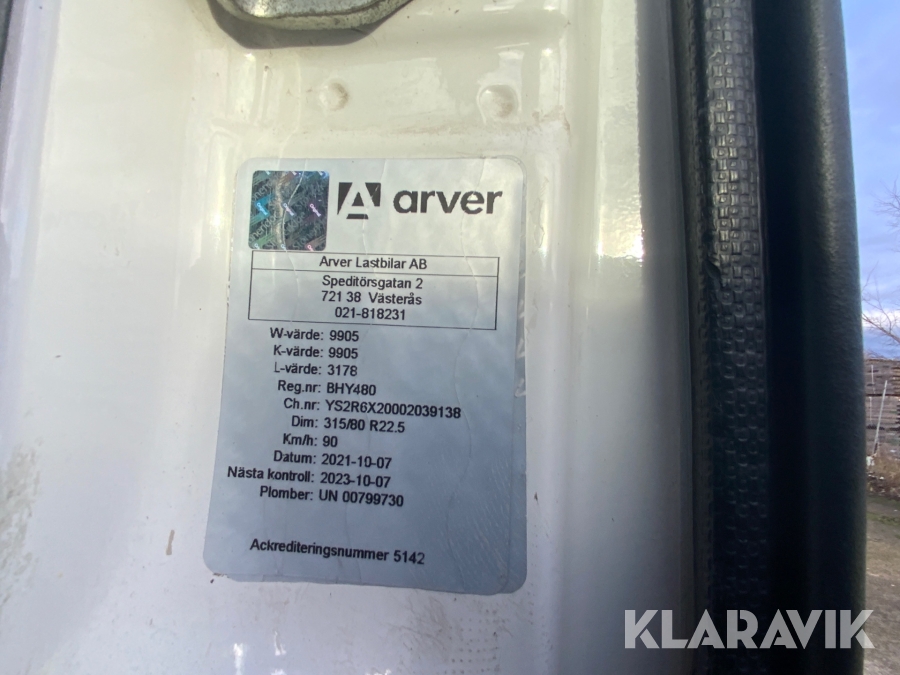 arver
Arver Lastbilar AB
Speditörsgatan 2
721 38 Västerås
021-818231
W-värde: 9905
K-värde: 9905
L-värde: 3178
Reg.nr: BHY480
Ch.nr: YS2R6X20002039138
Dim: 315/80 R22.5
Km/h: 90
Datum: 2021-10-07
Nästa kontroll: 2023-10-07
Plomber: UN 00799730
Ackrediteringsnummer 5142
KLARAVIK